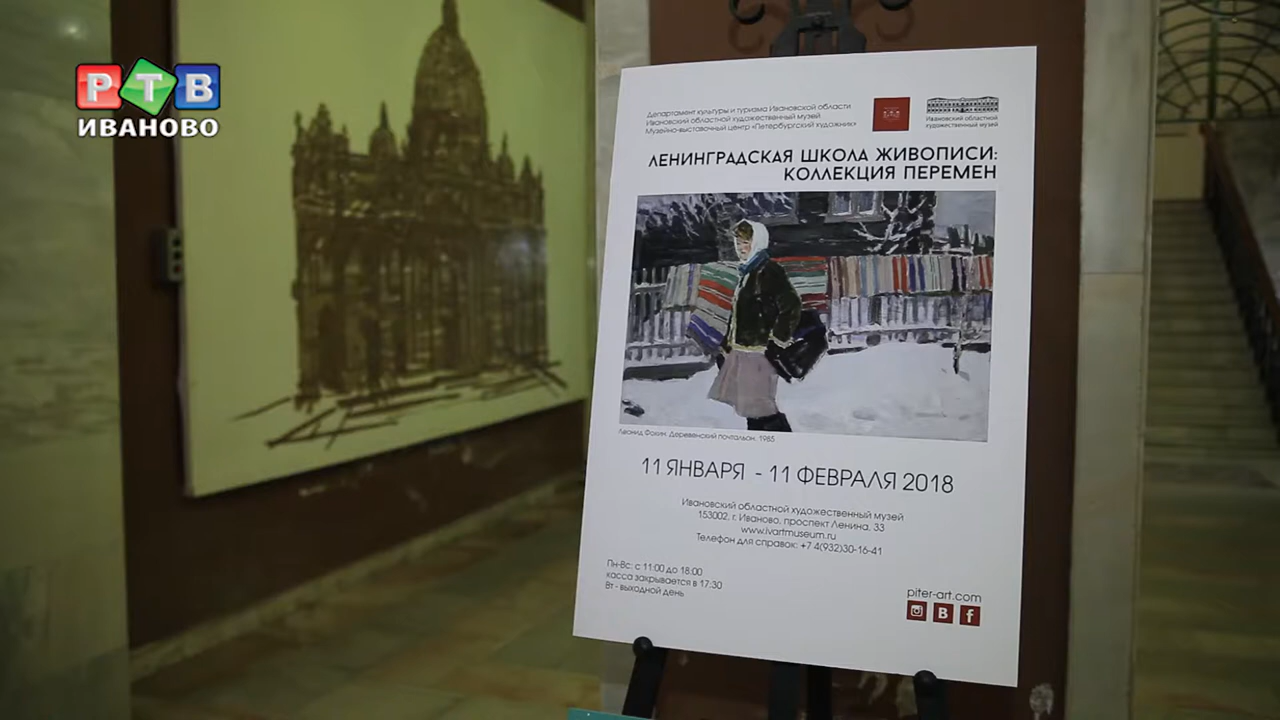 РТВ
ИВАНОВО
Департамент культуры и туризма Ивановской области
Ивановский областной художественный музей
Музейно-выставочный центр «Петербургский художник»
Ивановский областной
художественный музей
ЛЕНИНГРАДСКАЯ ШКОЛА ЖИВОПИСИ:
КОЛЛЕКЦИЯ ПЕРЕМЕН
Леонид Фокин. Деревенский почтальон. 1985
11 ЯНВАРЯ - 11 ФЕВРАЛЯ 2018
Ивановский областной художественный музей
153002, г. Иваново, проспект Ленина, 33
www.ivartmuseum.ru
Телефон для справок: +7 4(932)30-16-41
Пн-Вс: с 11:00 до 18:00
касса закрывается в 17:30
Вт - выходной день
piter-art.com